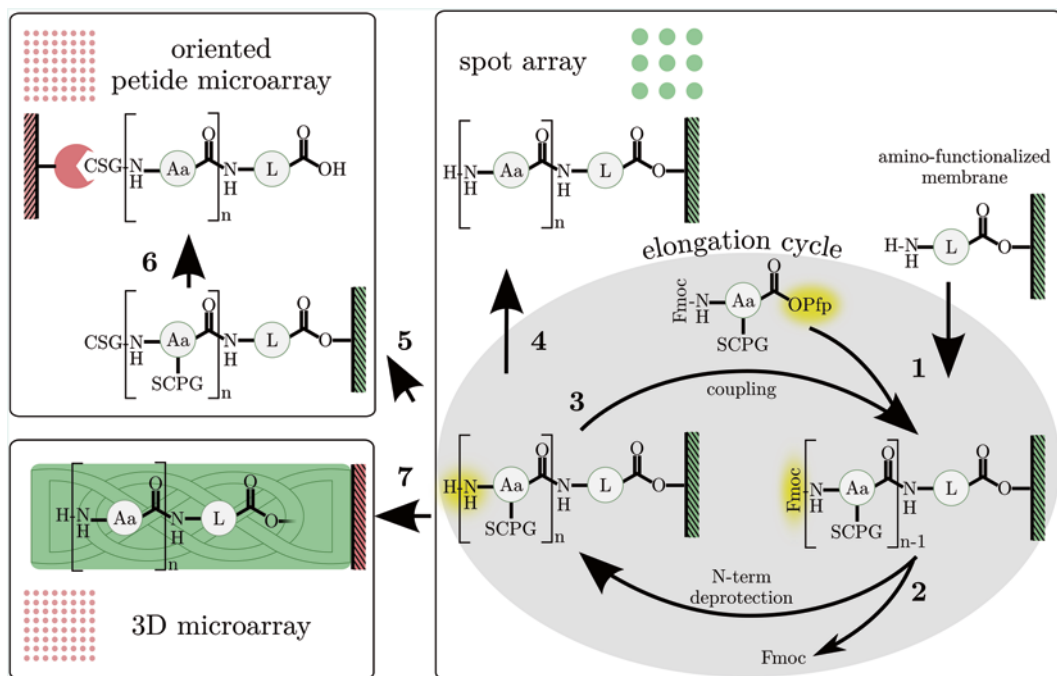 oriented
petide microarray
CSG
N
H
Aa
O
n
N
H
L
O
OH
6
CSG
N
H
Aa
SCPG
O
n
N
H
L
O
O
5
spot array
H-N
H
Aa
O
n
N
H
L
O
O
amino-functionalized
membrane
H-N
H
L
O
O
elongation cycle
Fmoc
N
H
Aa
SCPG
O
OPfp
4
1
3
coupling
H-N
H
Aa
SCPG
O
n
N
H
L
O
O
Fmoc
N
H
Aa
SCPG
O
n-1
N
H
L
O
O
N-term
deprotection
2
Fmoc
7
H-N
H
Aa
O
n
N
H
L
O
O
3D microarray